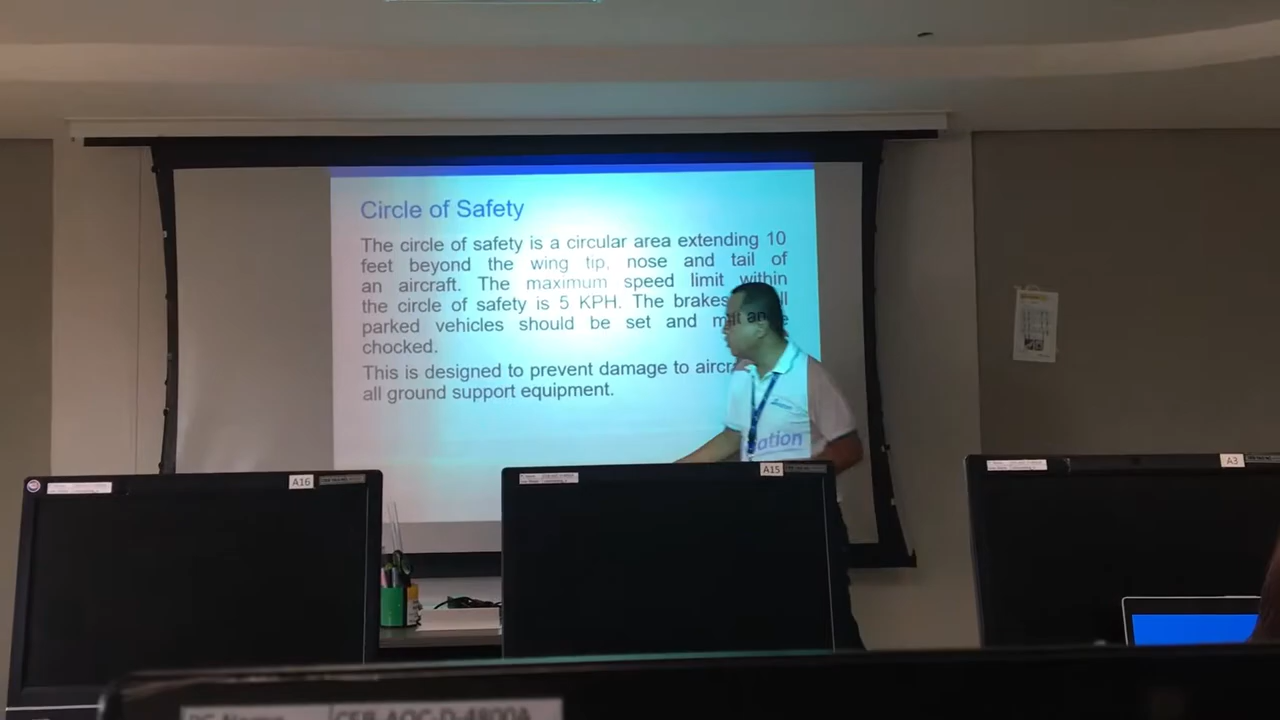 Circle of Safety
The circle of safety is a circular area extending 10
feet beyond the wing tip, nose and tail of
an aircraft. The maximum speed limit within
the circle of safety is 5 KPH. The brakes
parked vehicles should be set and
chocked.
This is designed to prevent damage to
all ground support equipment.
A16
A15
A3
PC Name